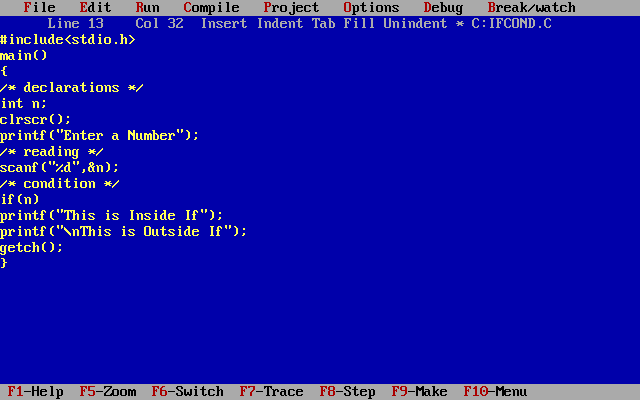 File Edit Run Compile Project Options Debug Break/watch
Line 13 Col 32 Insert Indent Tab Fill Unindent * C:IFCOND.C
#include<stdio.h>
main()
{
/* declarations */
int n;
clrscr();
printf("Enter a Number");
/* reading */
scanf("%d",&n);
/* condition */
if(n)
printf("This is Inside If");
printf("\nThis is Outside If");
getch();
}
F1-Help F5-Zoom F6-Switch F7-Trace F8-Step F9-Make F10-Menu